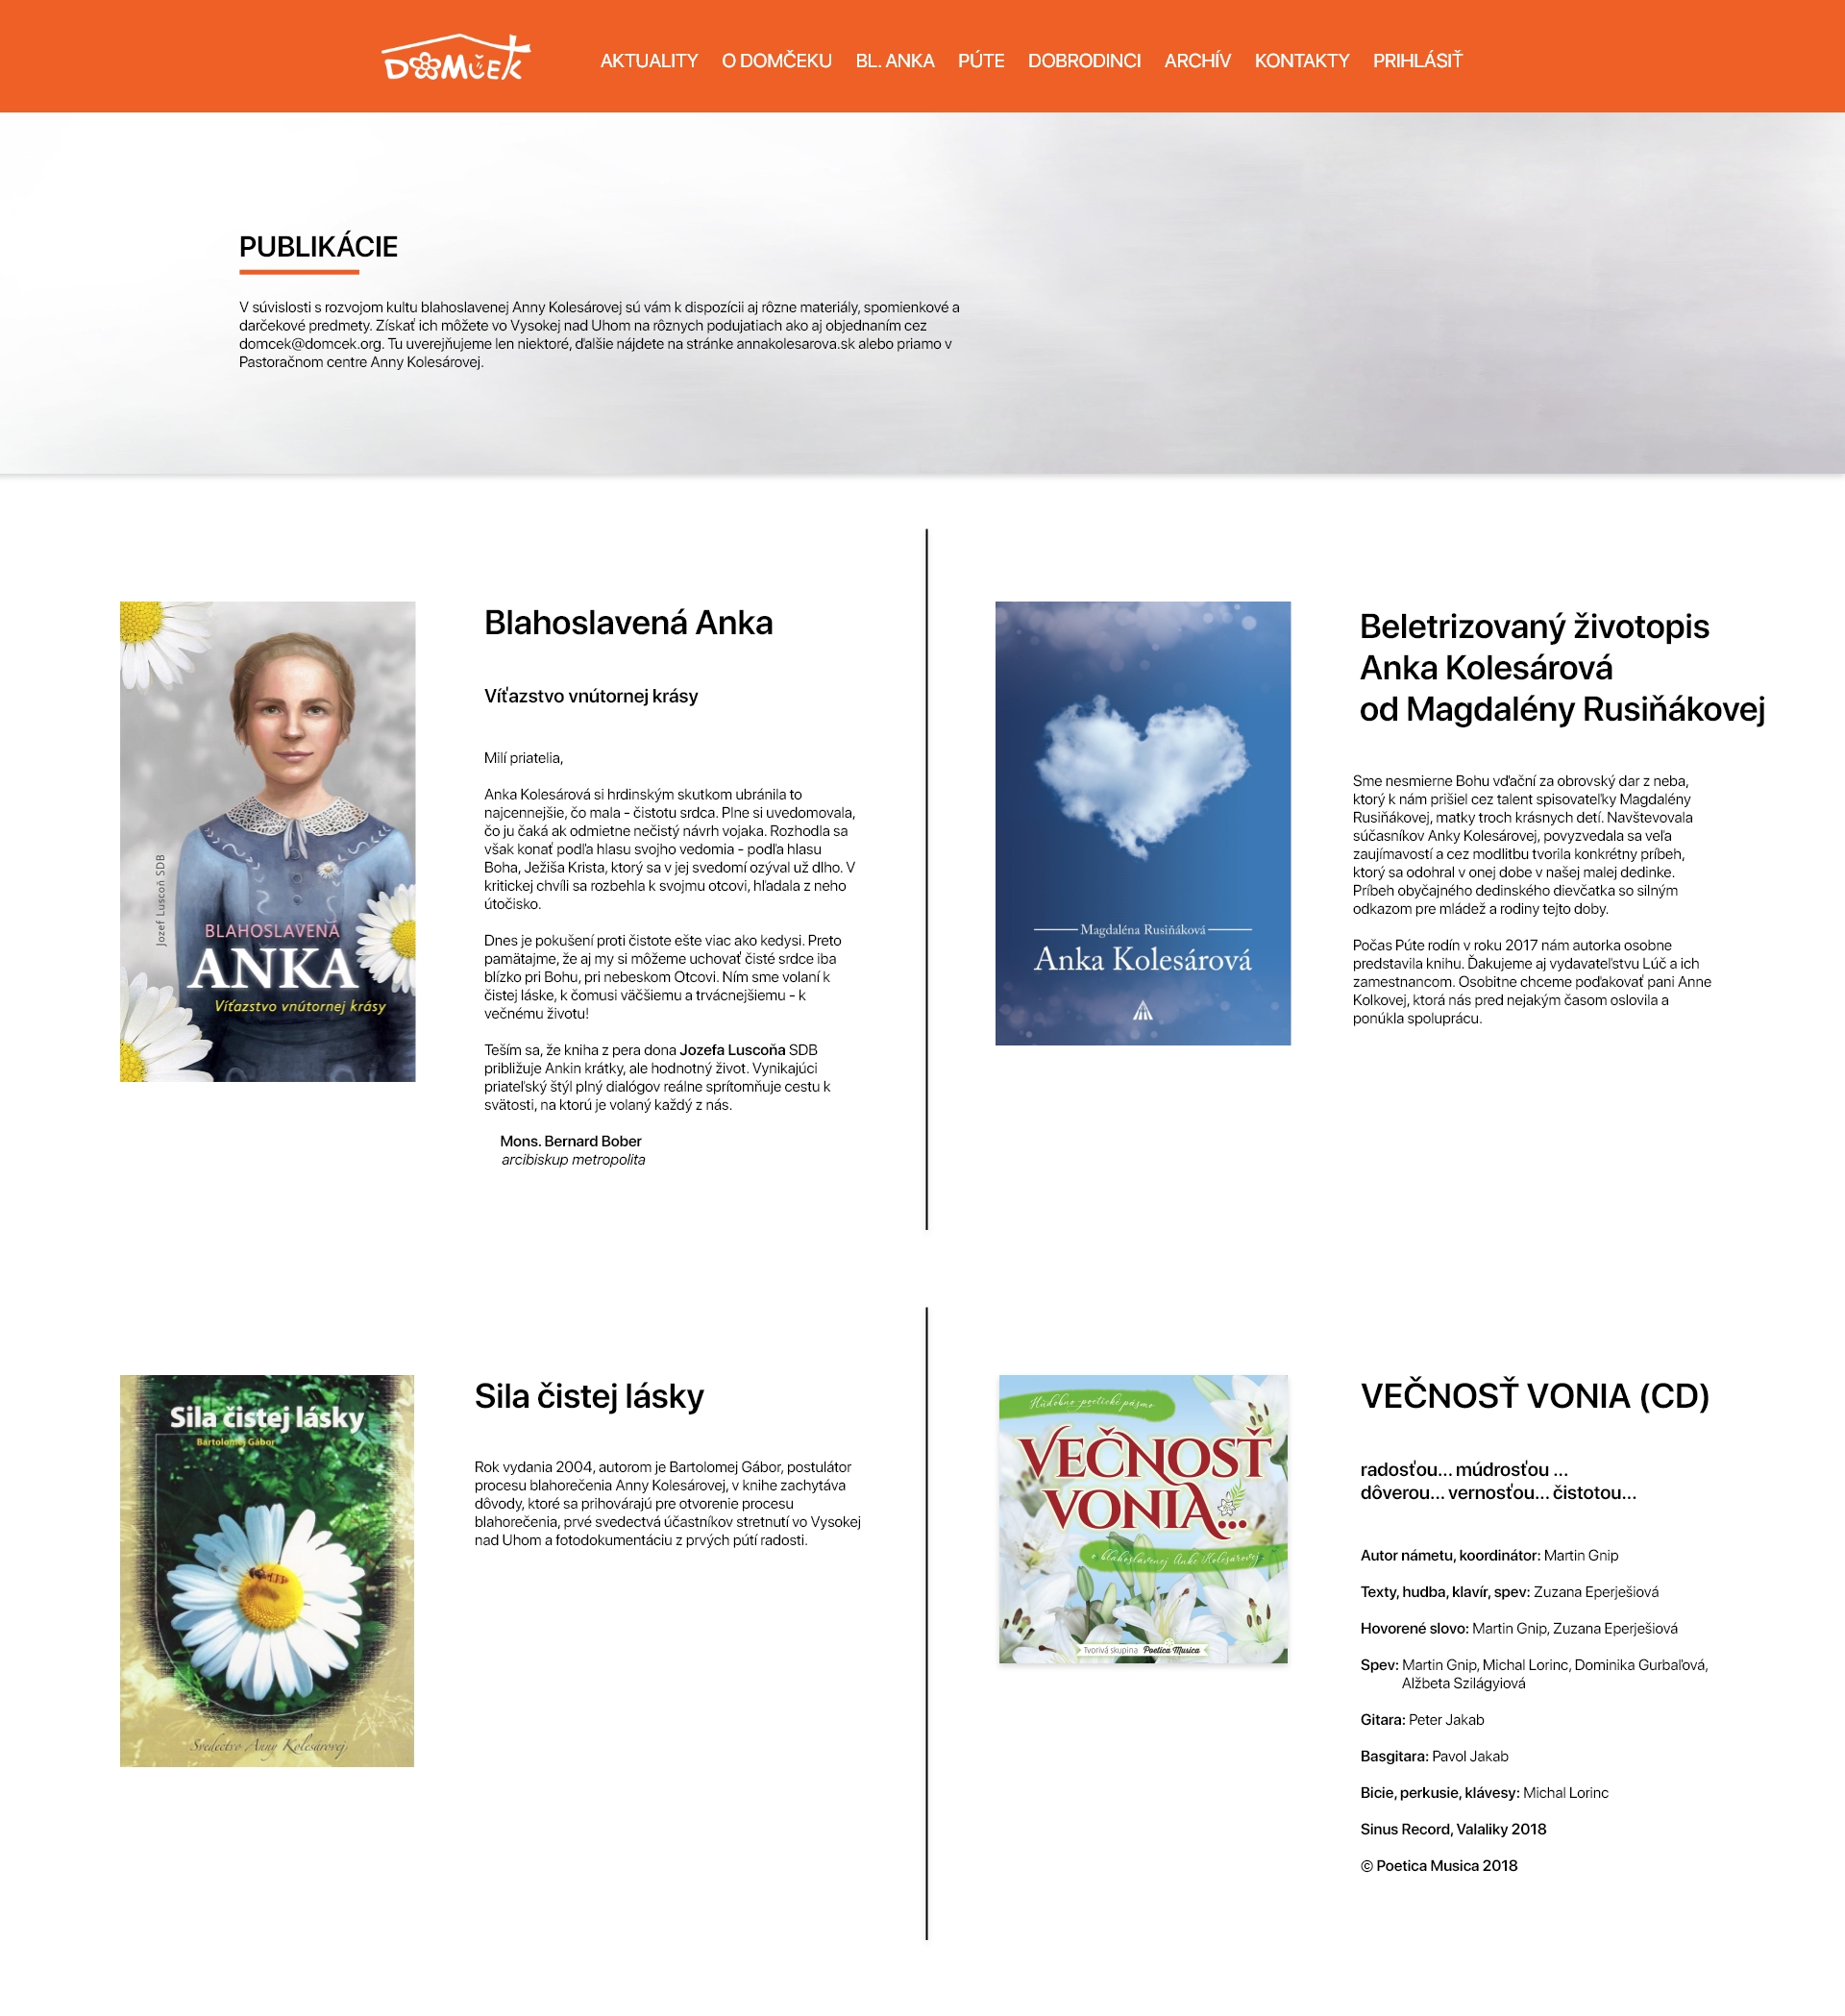 DOMČEK
AKTUALITY
O DOMČEKU
BL. ANKA
PÚTE
DOBRODINCI
ARCHÍV
KONTAKTY
PRIHLÁSIŤ
PUBLIKÁCIE
V súvislosti s rozvojom kultu blahoslavenej Anny Kolesárovej sú vám k dispozícii aj rôzne materiály, spomienkové a
darčekové predmety. Získať ich môžete vo Vysokej nad Uhom na rôznych podujatiach ako aj objednaním cez
domcek@domcek.org. Tu uverejňujeme len niektoré, ďalšie nájdete na stránke annakolesarova.sk alebo priamo v
Pastoračnom centre Anny Kolesárovej.
Jozef Luscoň SDB
BLAHOSLAVENÁ
ANKA
Víťazstvo vnútornej krásy
Blahoslavená Anka
Víťazstvo vnútornej krásy
Milí priatelia,
Anka Kolesárová si hrdinským skutkom ubránila to
najcennejšie, čo mala - čistotu srdca. Plne si uvedomovala,
čo ju čaká ak odmietne nečistý návrh vojaka. Rozhodla sa
však konať podľa hlasu svojho vedomia - podľa hlasu
Boha, Ježiša Krista, ktorý sa v jej svedomí ozýval už dlho. V
kritickej chvíli sa rozbehla k svojmu otcovi, hľadala z neho
útočisko.
Dnes je pokušení proti čistote ešte viac ako kedysi. Preto
pamätajme, že aj my si môžeme uchovať čisté srdce iba
blízko pri Bohu, pri nebeskom Otcovi. Ním sme volaní k
čistej láske, k čomusi väčšiemu a trvácnejšiemu - k
večnému životu!
Teším sa, že kniha z pera dona Jozefa Luscoňa SDB
približuje Ankin krátky, ale hodnotný život. Vynikajúci
priateľský štýl plný dialógov reálne sprítomňuje cestu k
svätosti, na ktorú je volaný každý z nás.
Mons. Bernard Bober
arcibiskup metropolita
Magdaléna Rusiňáková
Anka Kolesárová
Beletrizovaný životopis
Anka Kolesárová
od Magdalény Rusiňákovej
Sme nesmierne Bohu vďační za obrovský dar z neba,
ktorý k nám prišiel cez talent spisovateľky Magdalény
Rusiňákovej, matky troch krásnych detí. Navštevovala
súčasníkov Anky Kolesárovej, povyzvedala sa veľa
zaujímavostí a cez modlitbu tvorila konkrétny príbeh,
ktorý sa odohral v onej dobe v našej malej dedinke.
Príbeh obyčajného dedinského dievčatka so silným
odkazom pre mládež a rodiny tejto doby.
Počas Púte rodín v roku 2017 nám autorka osobne
predstavila knihu. Ďakujeme aj vydavateľstvu Lúč a ich
zamestnancom. Osobitne chceme poďakovať pani Anne
Kolkovej, ktorá nás pred nejakým časom oslovila a
ponúkla spoluprácu.
Sila čistej lásky
Bartolomej Gábor
Svedectvo Anny Kolesárovej
Sila čistej lásky
Rok vydania 2004, autorom je Bartolomej Gábor, postulátor
procesu blahorečenia Anny Kolesárovej, v knihe zachytáva
dôvody, ktoré sa prihovárajú pre otvorenie procesu
blahorečenia, prvé svedectvá účastníkov stretnutí vo Vysokej
nad Uhom a fotodokumentáciu z prvých pútí radosti.
Hudobno-poetické pásmo
VEČNOSŤ
VONIA...
o blahoslavenej Anke Kolesárovej
Tvorivá skupina Poetica Musica
VEČNOSŤ VONIA (CD)
radosťou... múdrosťou ...
dôverou... vernosťou... čistotou...
Autor námetu, koordinátor: Martin Gnip
Texty, hudba, klavír, spev: Zuzana Eperješiová
Hovorené slovo: Martin Gnip, Zuzana Eperješiová
Spev: Martin Gnip, Michal Lorinc, Dominika Gurbaľová,
Alžbeta Szilágyiová
Gitara: Peter Jakab
Basgitara: Pavol Jakab
Bicie, perkusie, klávesy: Michal Lorinc
Sinus Record, Valaliky 2018
© Poetica Musica 2018